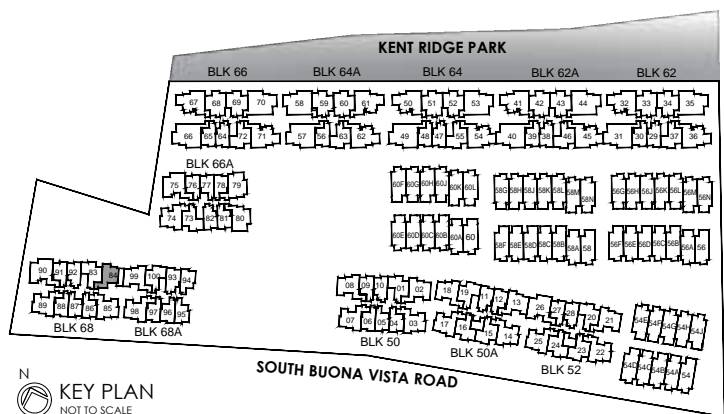 KENT RIDGE PARK
BLK 66 BLK 64A BLK 64 BLK 62A BLK 62
67 68 69 70 58 59 60 61 50 51 52 53 41 42 43 44 32 33 34 35
66 65 64 72 71 57 56 63 62 49 48 47 55 54 40 39 38 46 45 31 30 29 37 36
BLK 66A
75 76 77 78 79 60F 60G 60H 60J 60K 60L 58G 58H 58J 58K 58L 58M 58N 56G 56H 56J 56K 56L 56M 56N
74 73 82 81 80 60E 60D 60C 60B 60A 60 58F 58E 58D 58C 58B 58A 58 56F 56E 56D 56C 56B 56A 56
90 91 92 83 84 99 100 93 94 08 09 10 01 02 18 19 11 12 13 26 27 28 20 21 54E 54F 54G 54H 54J
89 88 87 86 85 98 97 96 95 07 06 05 04 03 17 16 15 14 25 24 23 22 54D 54C 54B 54A 54
BLK 68 BLK 68A BLK 50 BLK 50A BLK 52
SOUTH BUONA VISTA ROAD
N
KEY PLAN
NOT TO SCALE